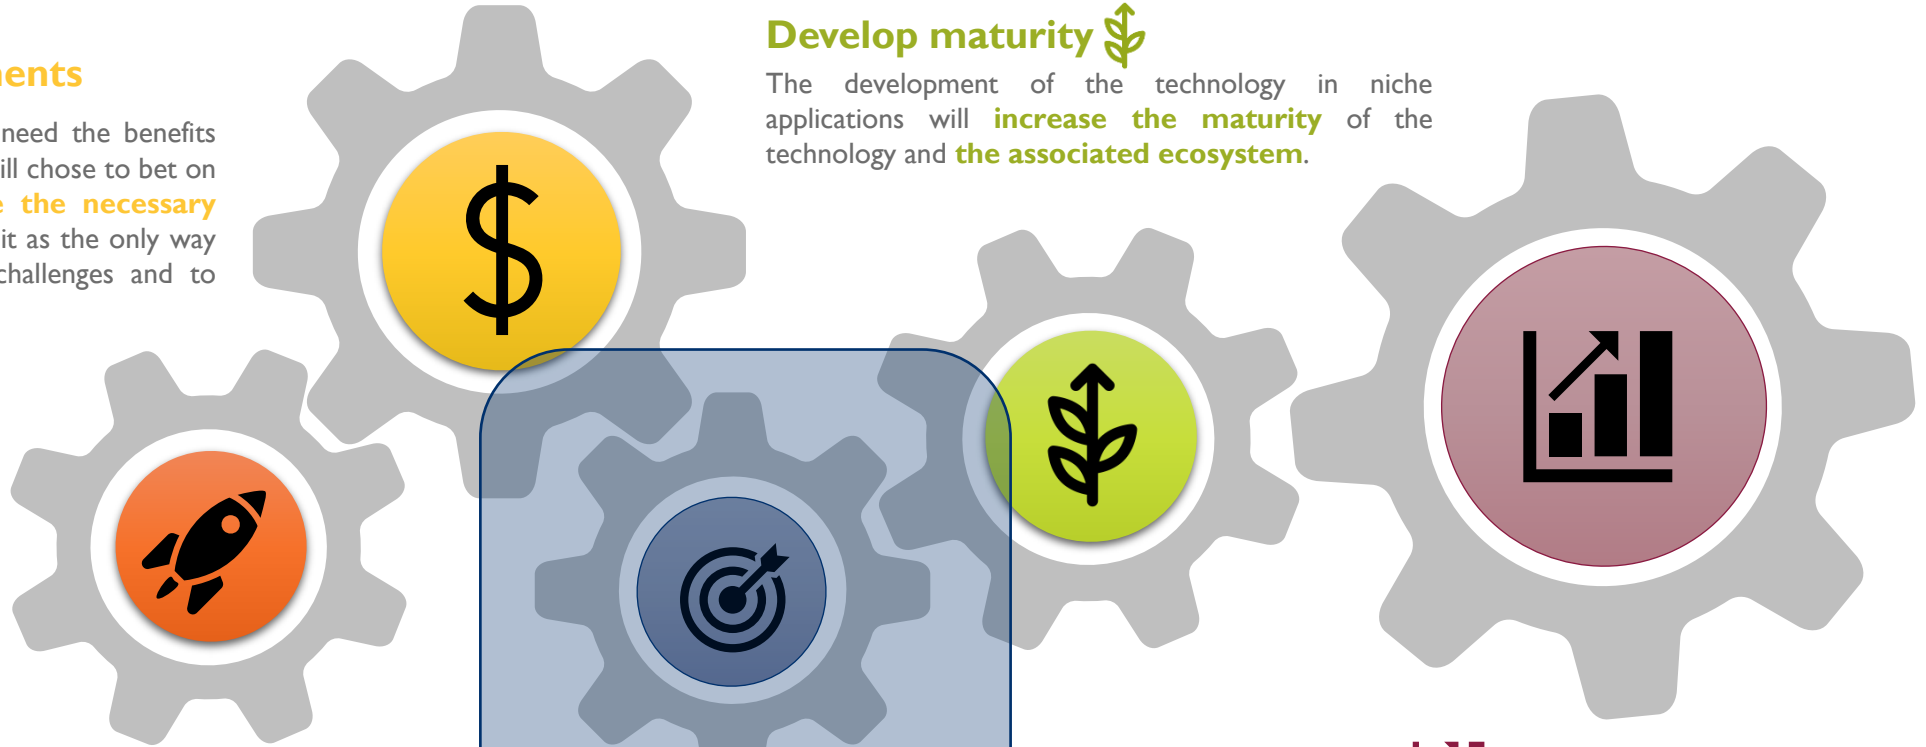 Develop maturity
The development of the technology in niche
applications will increase the maturity of the
technology and the associated ecosystem.
need the benefits
ill chose to bet on
the necessary
it as the only way
challenges and to